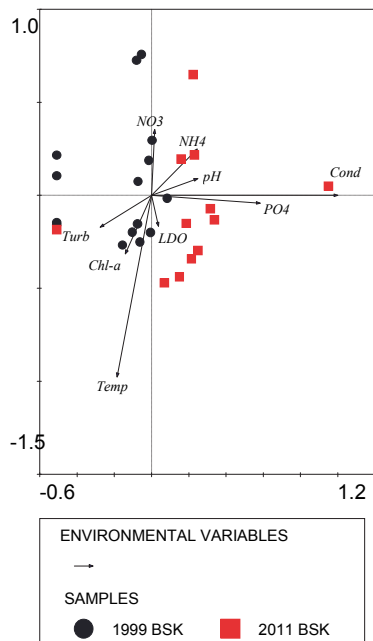 1.0
NO3
NH4
pH
Cond
PO4
Turb
LDO
Chl-a
Temp
-1.5
-0.6 1.2
ENVIRONMENTAL VARIABLES
SAMPLES
1999 BSK 2011 BSK